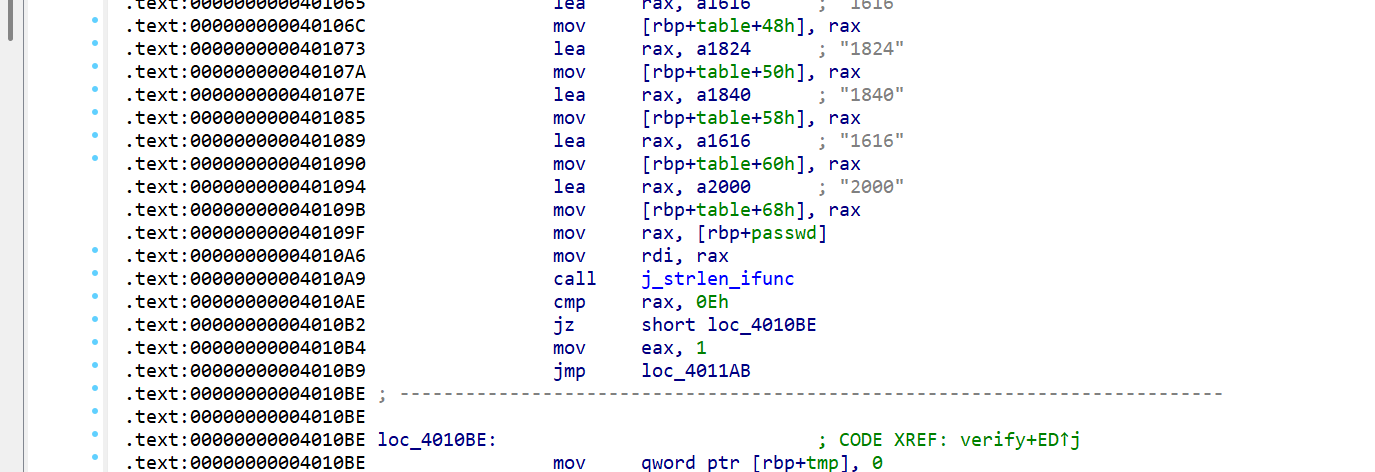 .text:0000000000401065 lea rax, a1616 ; "1616"
.text:000000000040106C mov [rbp+table+48h], rax
.text:0000000000401073 lea rax, a1824 ; "1824"
.text:000000000040107A mov [rbp+table+50h], rax
.text:000000000040107E lea rax, a1840 ; "1840"
.text:0000000000401085 mov [rbp+table+58h], rax
.text:0000000000401089 lea rax, a1616 ; "1616"
.text:0000000000401090 mov [rbp+table+60h], rax
.text:0000000000401094 lea rax, a2000 ; "2000"
.text:000000000040109B mov [rbp+table+68h], rax
.text:000000000040109F mov rax, [rbp+passwd]
.text:00000000004010A6 mov rdi, rax
.text:00000000004010A9 call j_strlen_ifunc
.text:00000000004010AE cmp rax, 0Eh
.text:00000000004010B2 jz short loc_4010BE
.text:00000000004010B4 mov eax, 1
.text:00000000004010B9 jmp loc_4011AB
.text:00000000004010BE ; ---------------------------------------------------------------------------
.text:00000000004010BE
.text:00000000004010BE loc_4010BE: ; CODE XREF: verify+ED↑j
.text:00000000004010BE mov qword ptr [rbp+tmp], 0